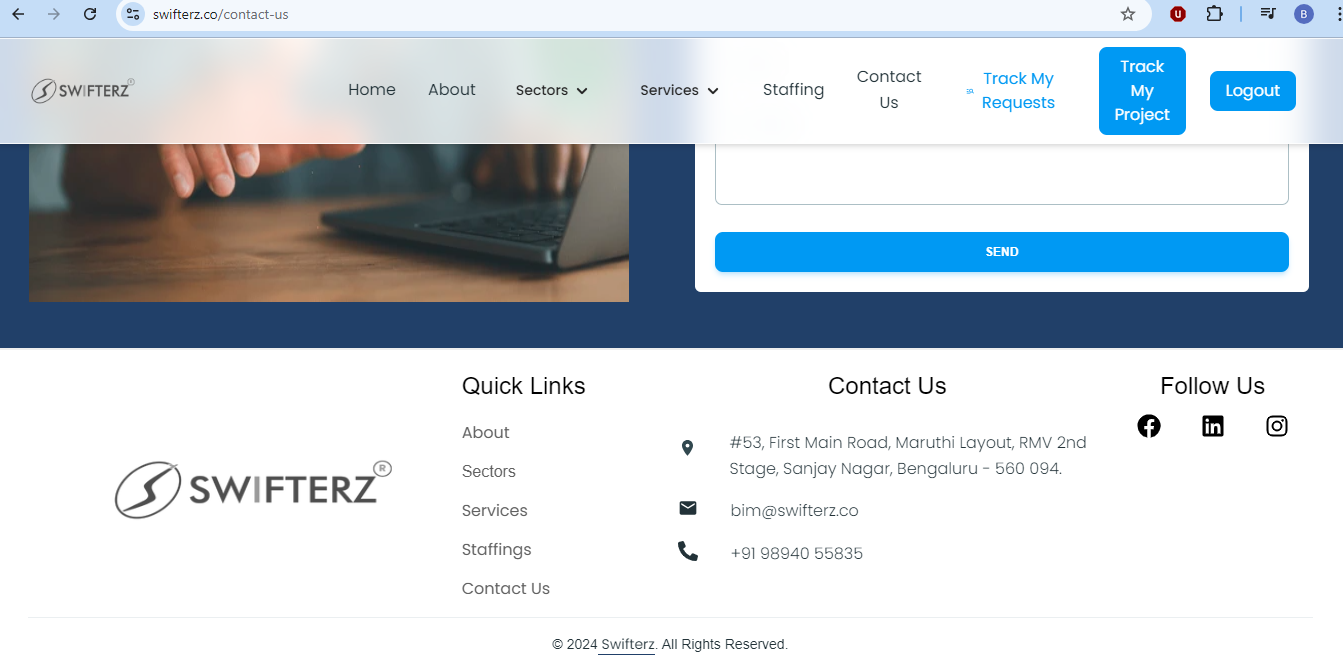 swifterz.co/contact-us
U
B
SWIFTERZ®
Home
About
Sectors
Services
Staffing
Contact
Us
Track My
Requests
Track
My
Project
Logout
SEND
SWIFTERZ®
Quick Links
About
Sectors
Services
Staffings
Contact Us
Contact Us
#53, First Main Road, Maruthi Layout, RMV 2nd
Stage, Sanjay Nagar, Bengaluru - 560 094.
bim@swifterz.co
+91 98940 55835
Follow Us
© 2024 Swifterz. All Rights Reserved.